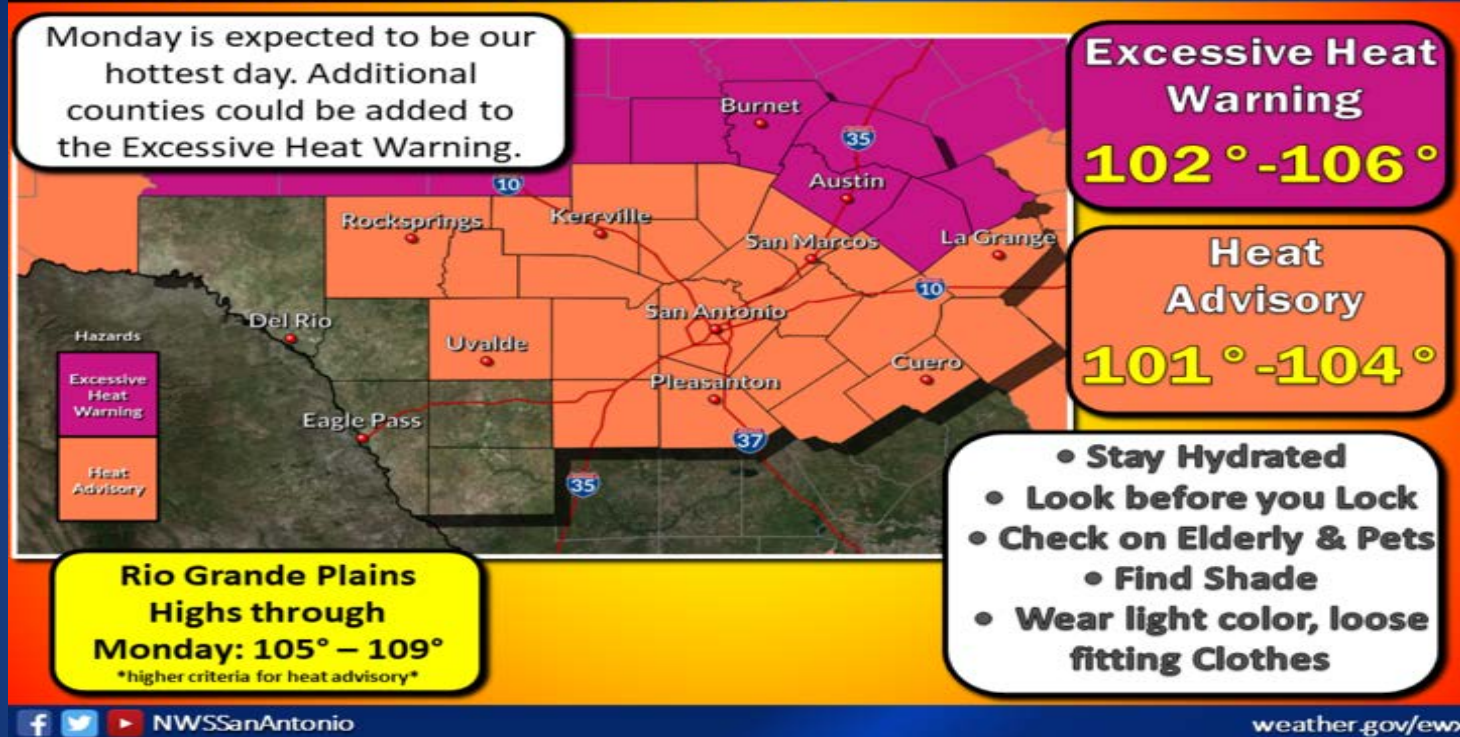 Monday is expected to be our
hottest day. Additional
counties could be added to
the Excessive Heat Warning.
Excessive Heat
Warning
102°-106°
Heat
Advisory
101°-104°
Burnet
35
Austin
10
Rocksprings
Kerrville
San Marcos
La Grange
10
San Antonio
Del Rio
Uvalde
Cuero
Pleasanton
Eagle Pass
37
35
Hazards
Excessive
Heat
Warning
Heat
Advisory
• Stay Hydrated
• Look before you Lock
• Check on Elderly & Pets
• Find Shade
• Wear light color, loose
fitting Clothes
Rio Grande Plains
Highs through
Monday: 105° – 109°
*higher criteria for heat advisory*
NWSSanAntonio
weather.gov/ewx